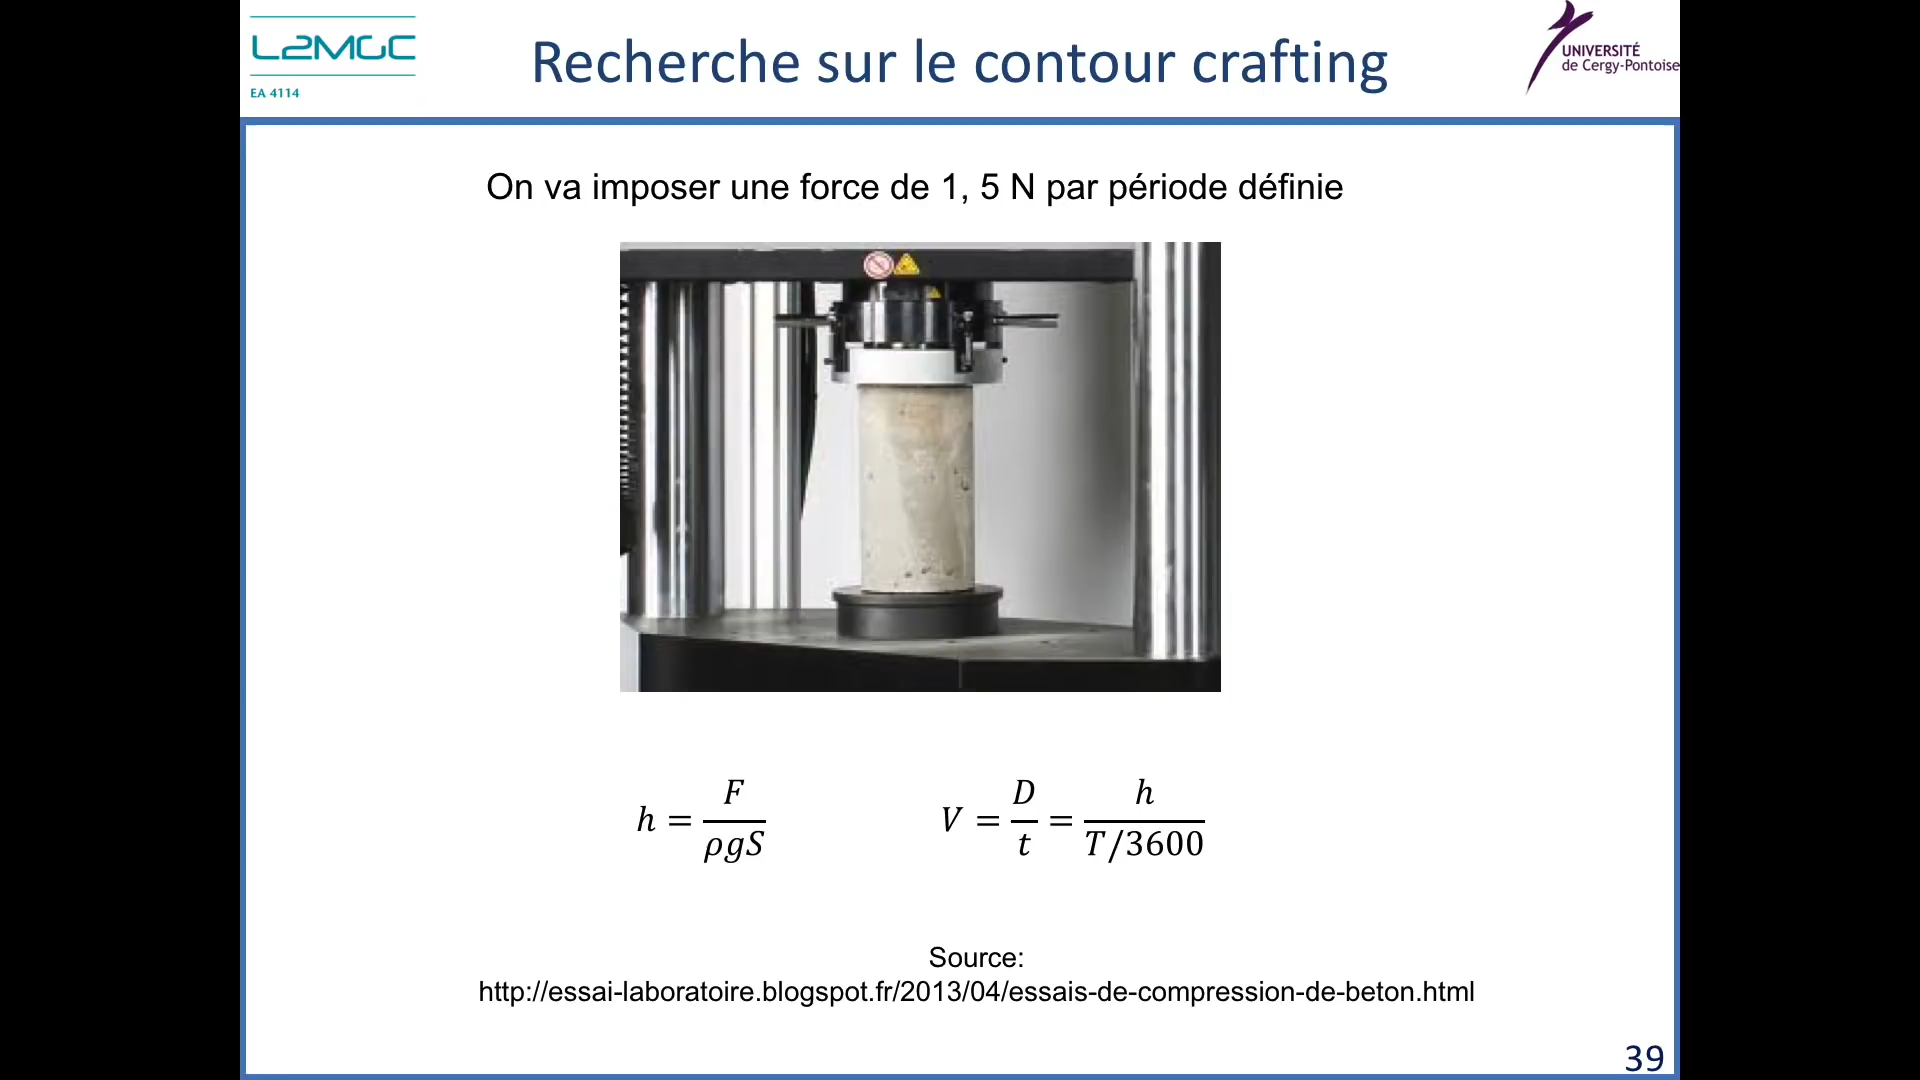 L2MGC
EA 4114
Recherche sur le contour crafting
UNIVERSITÉ
de Cergy-Pontoise
On va imposer une force de 1, 5 N par période définie
h = F / ρgS
V = D / t = h / T/3600
Source:
http://essai-laboratoire.blogspot.fr/2013/04/essais-de-compression-de-beton.html
39